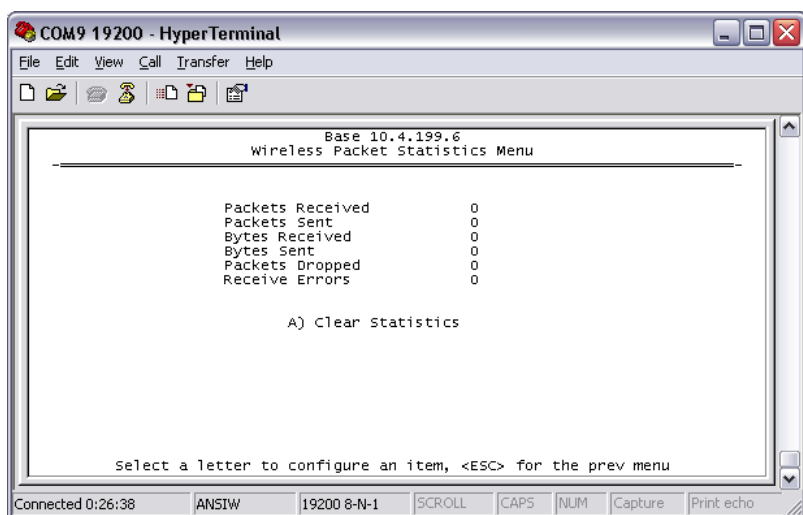 COM9 19200 - HyperTerminal
File Edit View Call Transfer Help
Base 10.4.199.6
Wireless Packet Statistics Menu
Packets Received 0
Packets Sent 0
Bytes Received 0
Bytes Sent 0
Packets Dropped 0
Receive Errors 0
A) Clear Statistics
Select a letter to configure an item, <ESC> for the prev menu
Connected 0:26:38 ANSIW 19200 8-N-1 SCROLL CAPS NUM Capture Print echo